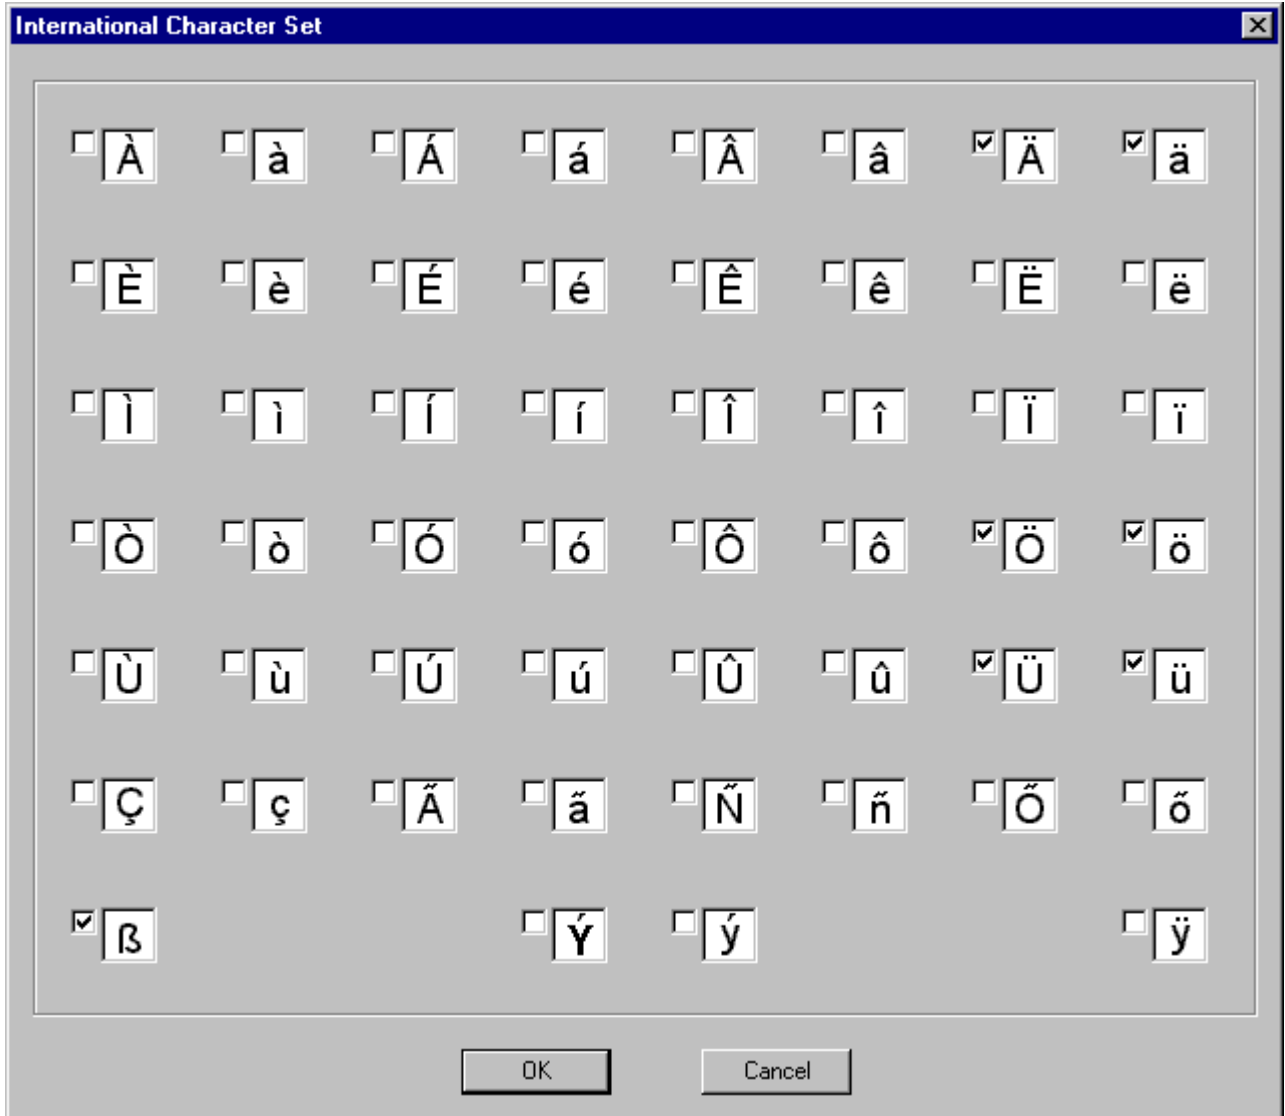 International Character Set
À à Á á Â â Ä ä
È è É é Ê ê Ë ë
Ì ì Í í Î î Ï ï
Ò ò Ó ó Ô ô Ö ö
Ù ù Ú ú Û û Ü ü
Ç ç Ã ã Ñ ñ Õ õ
ß Ý ý ÿ
OK Cancel